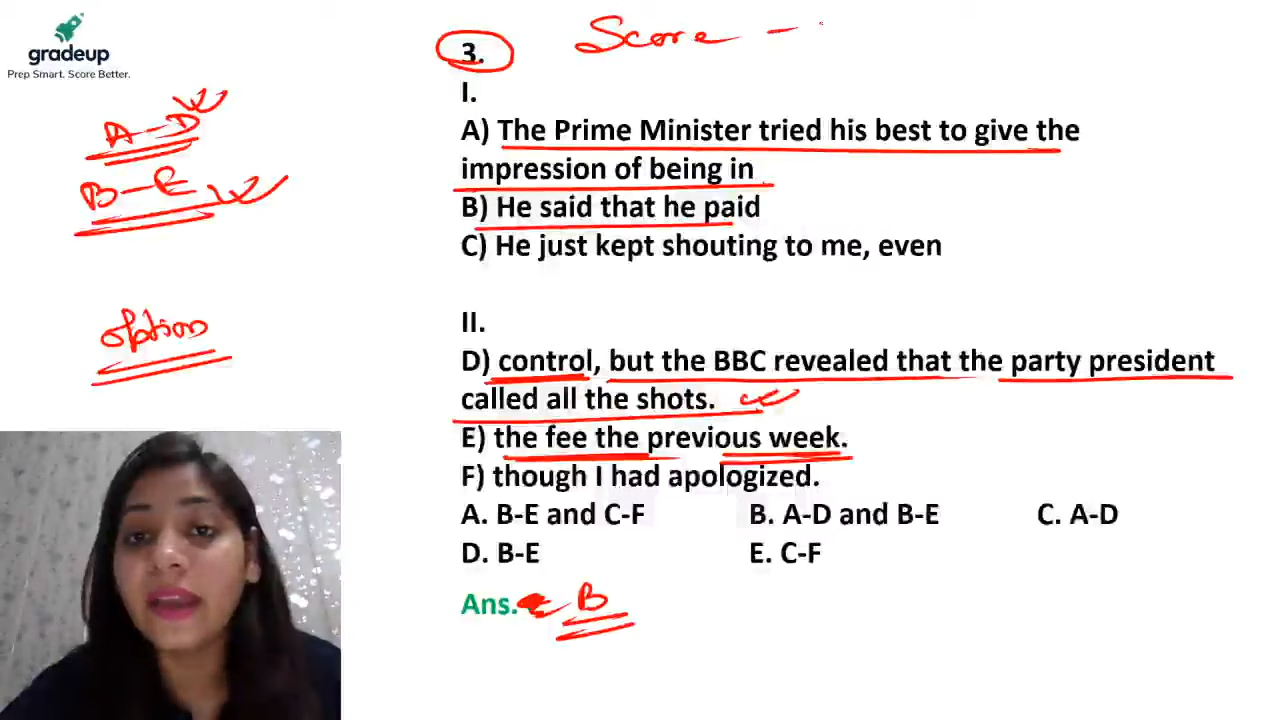 gradeup
Prep Smart. Score Better.
Score -
3.
A-D
B-E
option
I.
A) The Prime Minister tried his best to give the
impression of being in
B) He said that he paid
C) He just kept shouting to me, even
II.
D) control, but the BBC revealed that the party president
called all the shots.
E) the fee the previous week.
F) though I had apologized.
A. B-E and C-F B. A-D and B-E C. A-D
D. B-E E. C-F
Ans. B